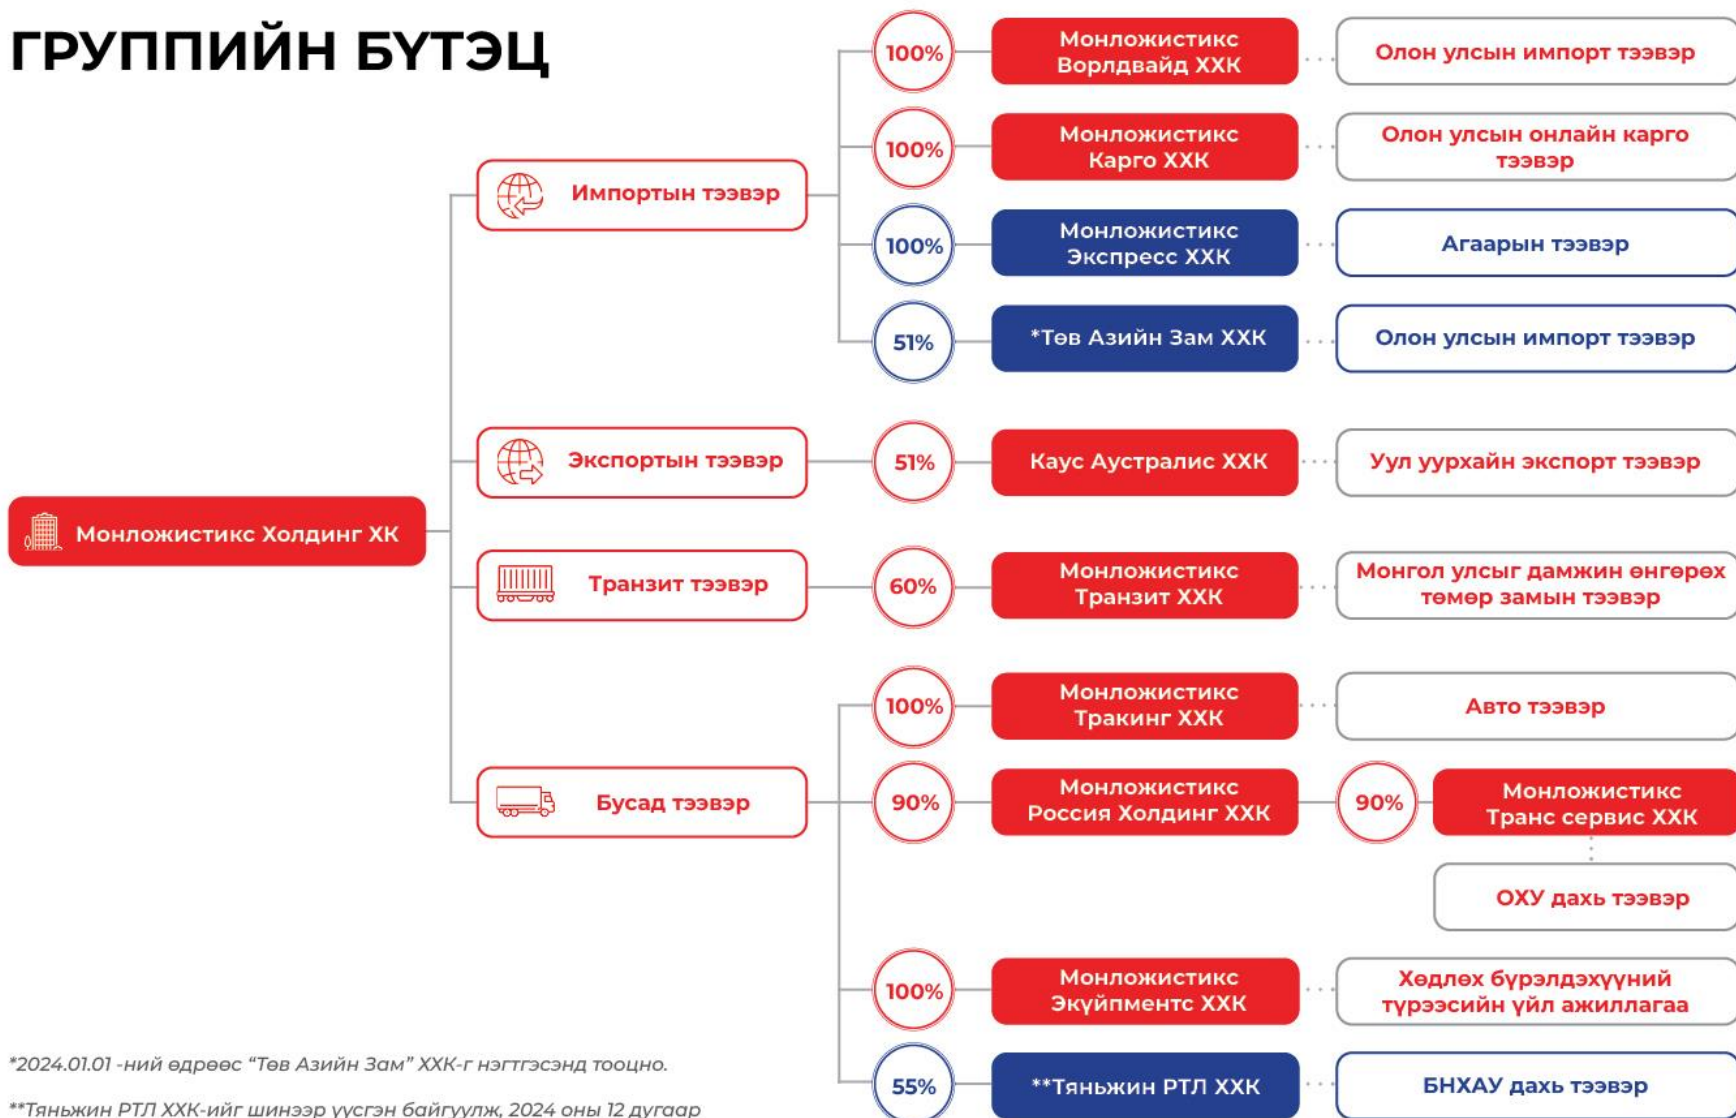 ГРУППИЙН БҮТЭЦ
Монложистикс Холдинг ХК
Импортын тээвэр
100%
Монложистикс
Ворлдвайд ХХК
Олон улсын импорт тээвэр
100%
Монложистикс
Карго ХХК
Олон улсын онлайн карго
тээвэр
100%
Монложистикс
Экспресс ХХК
Агаарын тээвэр
51%
*Төв Азийн Зам ХХК
Олон улсын импорт тээвэр
Экспортын тээвэр
51%
Каус Аустралис ХХК
Уул уурхайн экспорт тээвэр
Транзит тээвэр
60%
Монложистикс
Транзит ХХК
Монгол улсыг дамжин өнгөрөх
төмөр замын тээвэр
Бусад тээвэр
100%
Монложистикс
Тракинг ХХК
Авто тээвэр
90%
Монложистикс
Россия Холдинг ХХК
90%
Монложистикс
Транс сервис ХХК
ОХУ дахь тээвэр
100%
Монложистикс
Экүйпментс ХХК
Хөдлөх бүрэлдэхүүний
түрээсийн үйл ажиллагаа
55%
**Тяньжин РТЛ ХХК
БНХАУ дахь тээвэр
*2024.01.01 -ний өдрөөс “Төв Азийн Зам” ХХК-г нэгтгэсэнд тооцно.
**Тяньжин РТЛ ХХК-ийг шинээр үүсгэн байгуулж, 2024 оны 12 дугаар